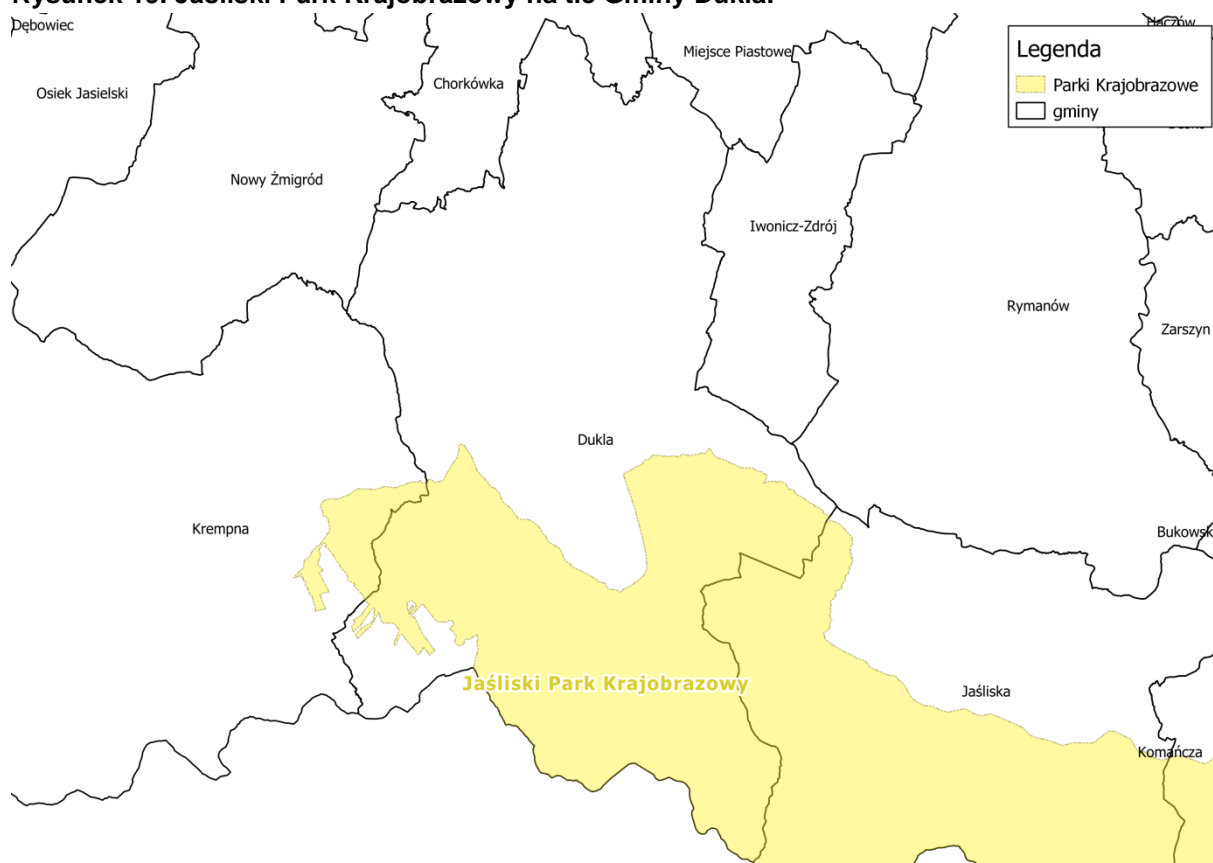 Jaśliski Park Krajobrazowy na tle Gminy Dukla.
Dębowiec
Haczów
Miejsce Piastowe
Legenda
Chorkówka
Parki Krajobrazowe
Osiek Jasielski
gminy
Nowy Żmigród
Iwonicz-Zdrój
Rymanów
Zarszyn
Dukla
Krempna
Bukowsk
Jaśliski Park Krajobrazowy
Jaśliska
Komańcza